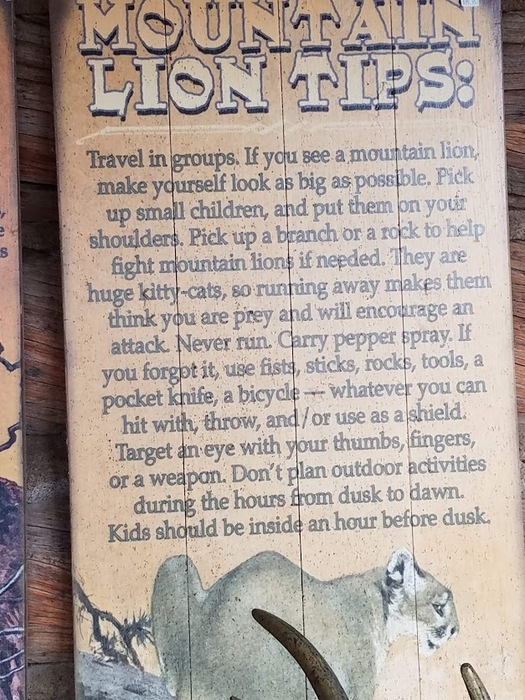 MOUNTAIN
LION TIPS:
Travel in groups. If you see a mountain lion,
make yourself look as big as possible. Pick
up small children, and put them on your
shoulders. Pick up a branch or a rock to help
fight mountain lions if needed. They are
huge kitty-cats, so running away makes them
think you are prey and will encourage an
attack. Never run. Carry pepper spray. If
you forgot it, use fists, sticks, rocks, tools, a
pocket knife, a bicycle — whatever you can
hit with, throw, and/or use as a shield.
Target an eye with your thumbs, fingers,
or a weapon. Don't plan outdoor activities
during the hours from dusk to dawn.
Kids should be inside an hour before dusk.